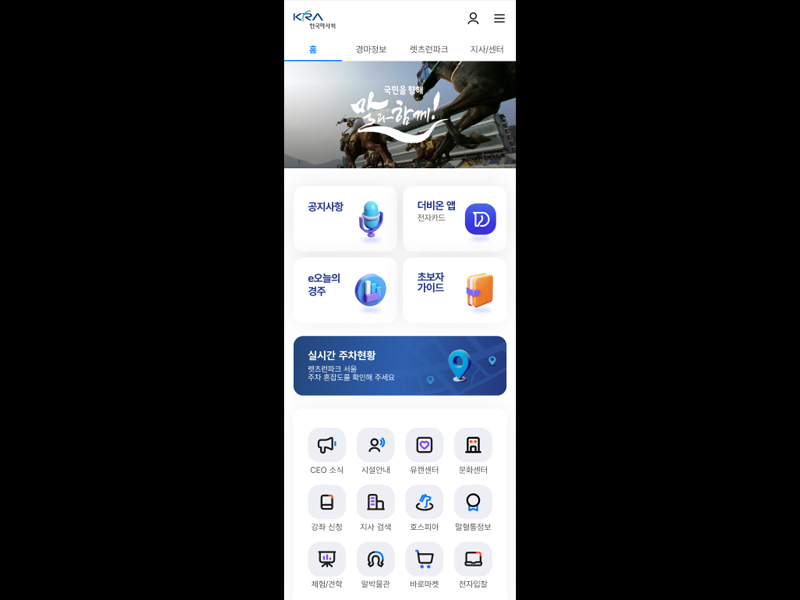 KRA
한국마사회
홈 경마정보 렛츠런파크 지사/센터
국민을 향해
말과 함께!
공지사항
더비온 앱
전자카드
e오늘의
경주
초보자
가이드
실시간 주차현황
렛츠런파크 서울
주차 혼잡도를 확인해 주세요
CEO 소식 시설안내 유캔센터 문화센터
강좌 신청 지사 검색 호스피아 말혈통정보
체험/견학 말박물관 바로마켓 전자입찰